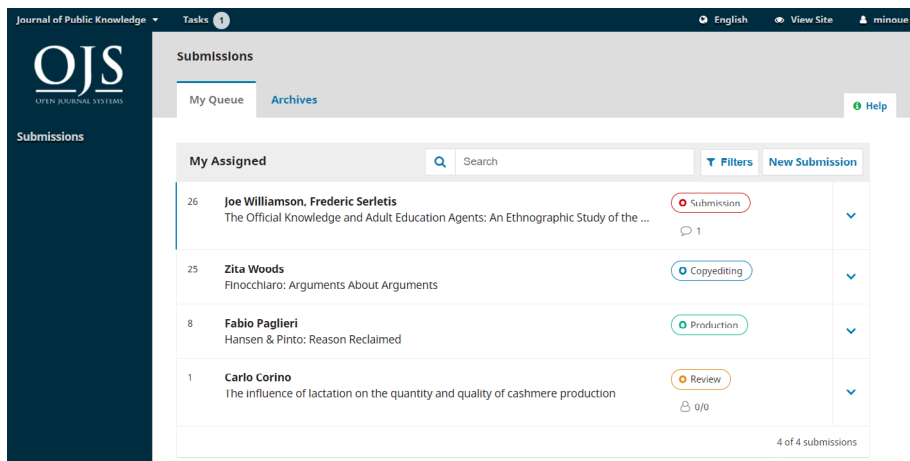 Journal of Public Knowledge Tasks 1 English View Site minoue
OJS
OPEN JOURNAL SYSTEMS
Submissions
Submissions
My Queue Archives
Help
My Assigned Search Filters New Submission
26 Joe Williamson, Frederic Serletis Submission
The Official Knowledge and Adult Education Agents: An Ethnographic Study of the ...
1
25 Zita Woods Copyediting
Finocchiaro: Arguments About Arguments
8 Fabio Paglieri Production
Hansen & Pinto: Reason Reclaimed
1 Carlo Corino Review
The influence of lactation on the quantity and quality of cashmere production
0/0
4 of 4 submissions